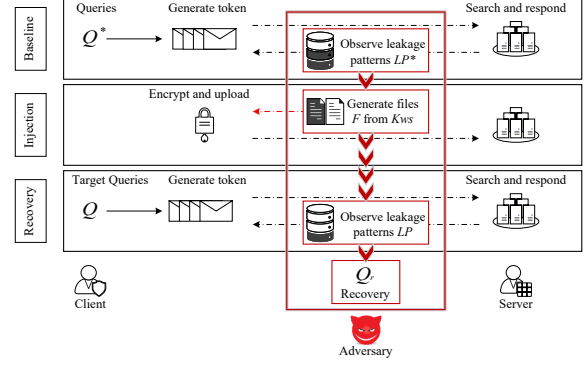 Baseline
Queries
Generate token
Search and respond
Q*
Observe leakage
patterns LP*
Injection
Encrypt and upload
Generate files
F from Kws
Recovery
Target Queries
Generate token
Search and respond
Q
Observe leakage
patterns LP
Qr
Recovery
Client
Server
Adversary